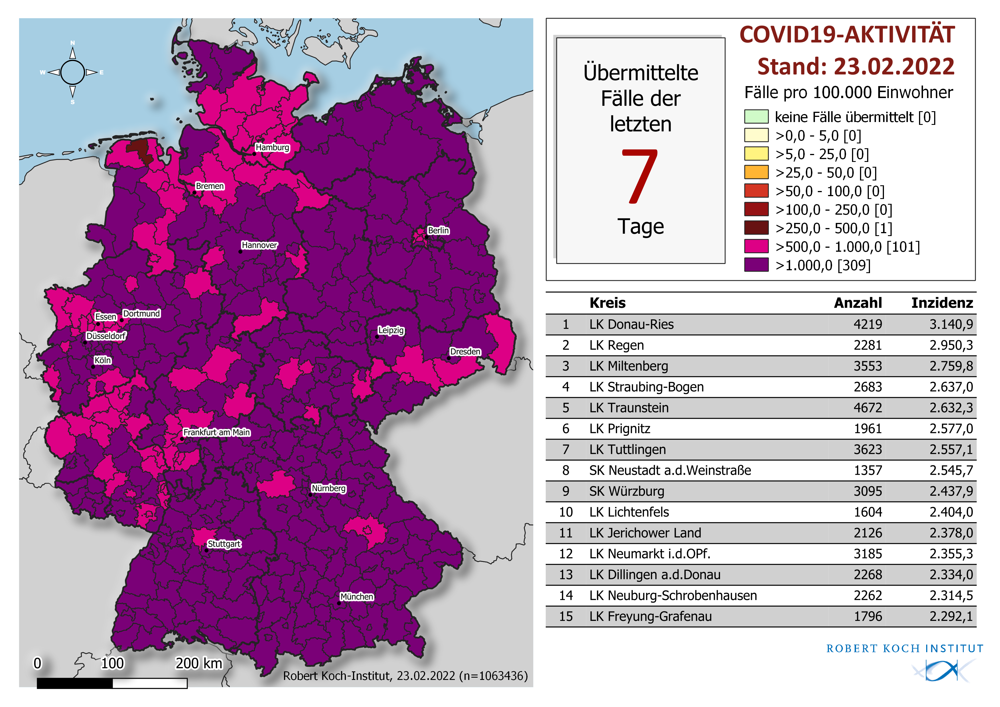 N
W
E
S
Hamburg
Bremen
Berlin
Hannover
Essen
Dortmund
Düsseldorf
Leipzig
Dresden
Köln
Frankfurt am Main
Nürnberg
Stuttgart
München
0
100
200 km
Robert Koch-Institut, 23.02.2022 (n=1063436)
Übermittelte
Fälle der
letzten
7
Tage
COVID19-AKTIVITÄT
Stand: 23.02.2022
Fälle pro 100.000 Einwohner
keine Fälle übermittelt [0]
>0,0 - 5,0 [0]
>5,0 - 25,0 [0]
>25,0 - 50,0 [0]
>50,0 - 100,0 [0]
>100,0 - 250,0 [0]
>250,0 - 500,0 [1]
>500,0 - 1.000,0 [101]
>1.000,0 [309]
Kreis Anzahl Inzidenz
1 LK Donau-Ries 4219 3.140,9
2 LK Regen 2281 2.950,3
3 LK Miltenberg 3553 2.759,8
4 LK Straubing-Bogen 2683 2.637,0
5 LK Traunstein 4672 2.632,3
6 LK Prignitz 1961 2.577,0
7 LK Tuttlingen 3623 2.557,1
8 SK Neustadt a.d.Weinstraße 1357 2.545,7
9 SK Würzburg 3095 2.437,9
10 LK Lichtenfels 1604 2.404,0
11 LK Jerichower Land 2126 2.378,0
12 LK Neumarkt i.d.OPf. 3185 2.355,3
13 LK Dillingen a.d.Donau 2268 2.334,0
14 LK Neuburg-Schrobenhausen 2262 2.314,5
15 LK Freyung-Grafenau 1796 2.292,1
ROBERT KOCH INSTITUT